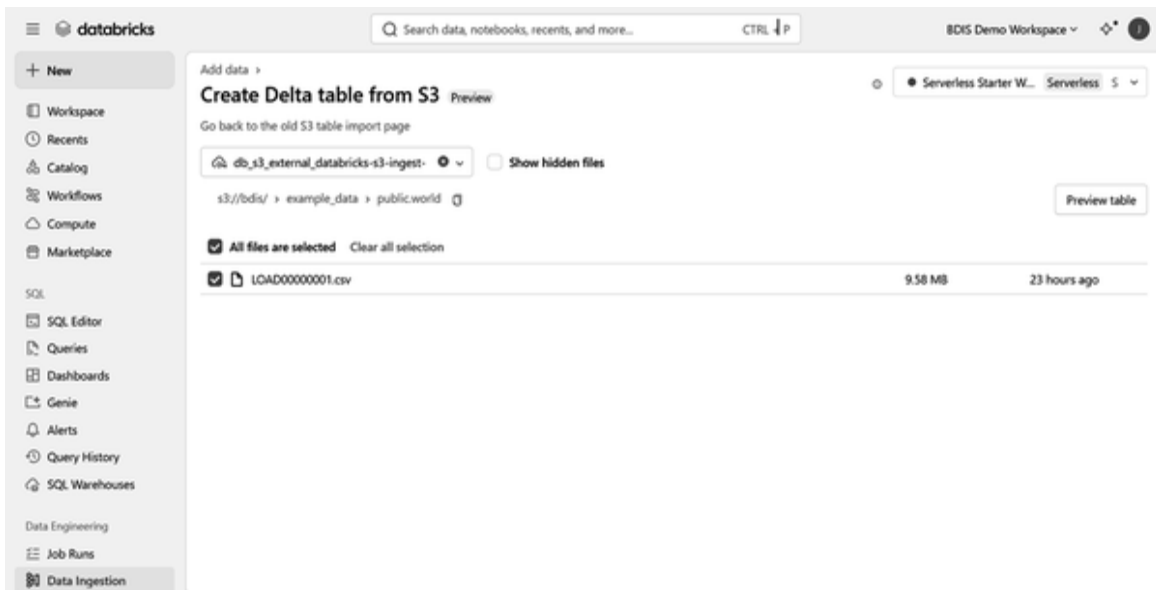 databricks
Search data, notebooks, recents, and more...
CTRL + P
BDIS Demo Workspace
J
New
Workspace
Recents
Catalog
Workflows
Compute
Marketplace
SQL
SQL Editor
Queries
Dashboards
Genie
Alerts
Query History
SQL Warehouses
Data Engineering
Job Runs
Data Ingestion
Add data ›
Create Delta table from S3 Preview
Serverless Starter W... Serverless S
Go back to the old S3 table import page
db_s3_external_databricks-s3-ingest-
Show hidden files
s3://bdis/ › example_data › public.world
Preview table
All files are selected Clear all selection
LOAD00000001.csv 9.58 MB 23 hours ago